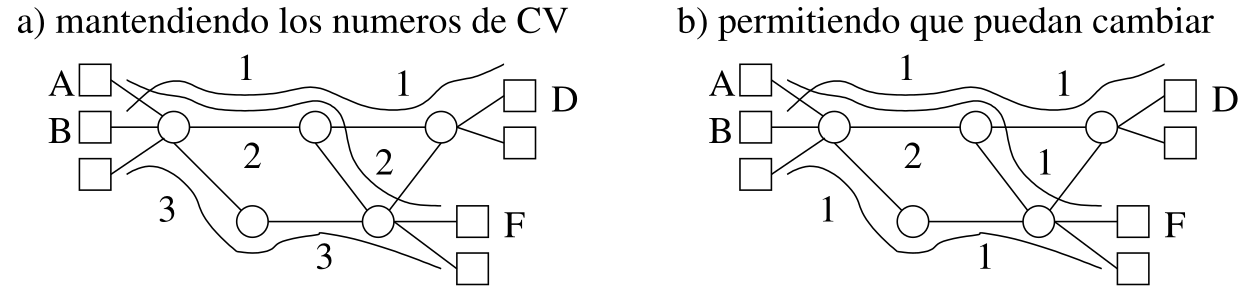 a) mantendiendo los numeros de CV
b) permitiendo que puedan cambiar
1
1
A
D
B
2
2
3
F
3
1
1
A
D
B
2
1
1
F
1